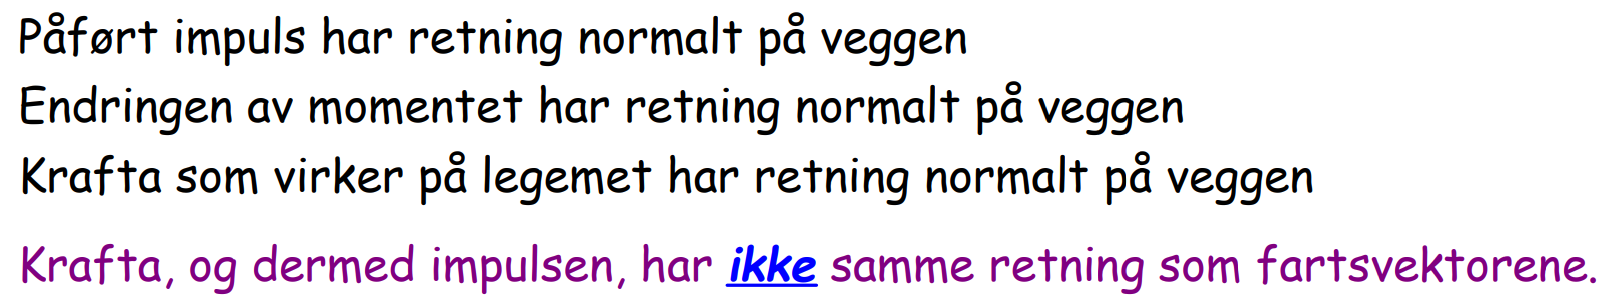 Påført impuls har retning normalt på veggen
Endringen av momentet har retning normalt på veggen
Krafta som virker på legemet har retning normalt på veggen
Krafta, og dermed impulsen, har ikke samme retning som fartsvektorene.